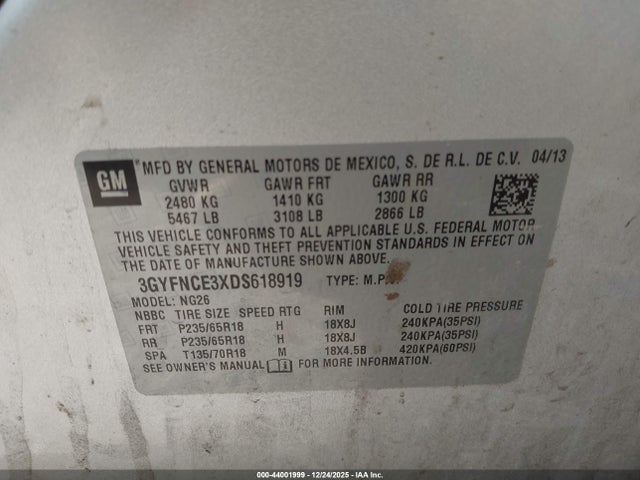 GM
MFD BY GENERAL MOTORS DE MEXICO, S. DE R.L. DE C.V. 04/13
GVWR GAWR FRT GAWR RR
2480 KG 1410 KG 1300 KG
5467 LB 3108 LB 2866 LB
THIS VEHICLE CONFORMS TO ALL APPLICABLE U.S. FEDERAL MOTOR
VEHICLE SAFETY AND THEFT PREVENTION STANDARDS IN EFFECT ON
THE DATE OF MANUFACTURE SHOWN ABOVE.
3GYFNCE3XDS618919 TYPE: M.P.
MODEL: NG26
NBBC TIRE SIZE SPEED RTG RIM COLD TIRE PRESSURE
FRT P235/65R18 H 18X8J 240KPA(35PSI)
RR P235/65R18 H 18X8J 240KPA(35PSI)
SPA T135/70R18 M 18X4.5B 420KPA(60PSI)
SEE OWNER'S MANUAL FOR ADDITIONAL INFORMATION.
000-44001999 - 12/24/2025 - IAA Inc.